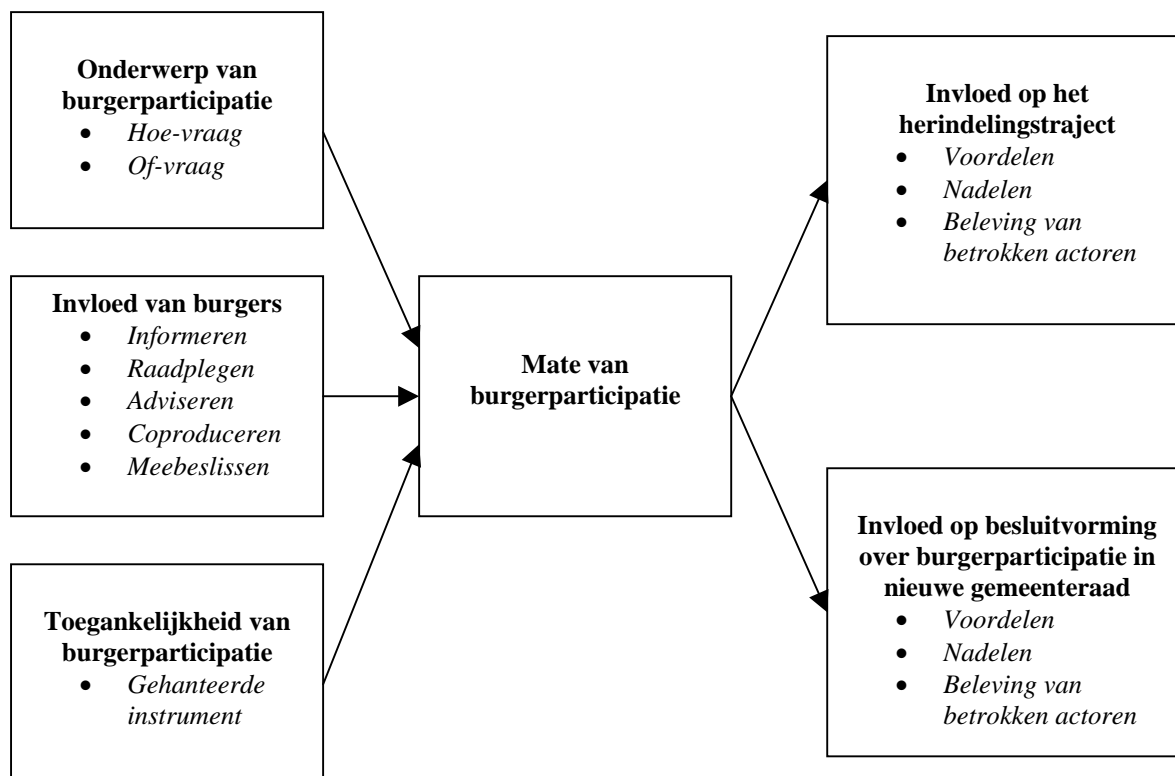 Onderwerp van
burgerparticipatie
• Hoe-vraag
• Of-vraag
Invloed van burgers
• Informeren
• Raadplegen
• Adviseren
• Coproduceren
• Meebeslissen
Toegankelijkheid van
burgerparticipatie
• Gehanteerde
instrument
Mate van
burgerparticipatie
Invloed op het
herindelingstraject
• Voordelen
• Nadelen
• Beleving van
betrokken actoren
Invloed op besluitvorming
over burgerparticipatie in
nieuwe gemeenteraad
• Voordelen
• Nadelen
• Beleving van
betrokken actoren